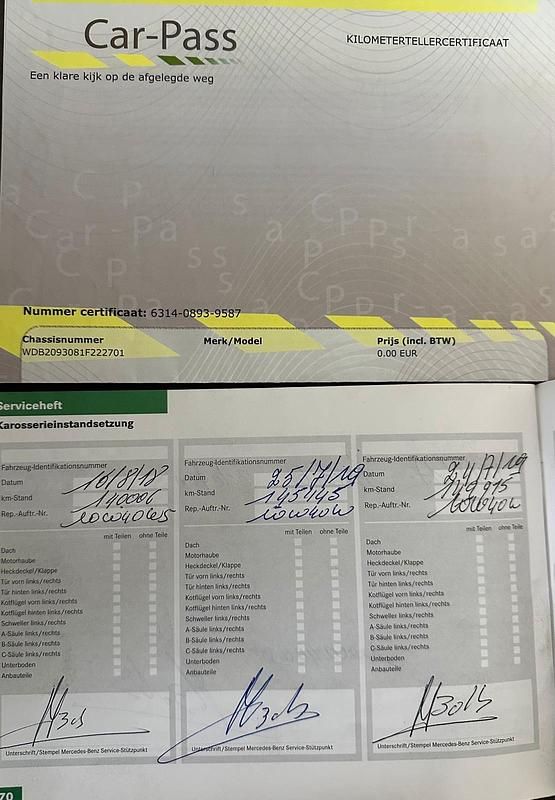 Car-Pass
KILOMETERTELLERCERTIFICAAT
Een klare kijk op de afgelegde weg
Nummer certificaat: 6314-0893-9587
Chassisnummer Merk/Model Prijs (incl. BTW)
WDB2093081F222701 0.00 EUR
Serviceheft
Karosserieinstandsetzung
Fahrzeug-Identifikationsnummer
Datum 16/8/18
km-Stand 140006
Rep.-Auftr.-Nr.
mit Teilen ohne Teile
Dach
Motorhaube
Heckdeckel/Klappe
Tür vorn links/rechts
Tür hinten links/rechts
Kotflügel vorn links/rechts
Kotflügel hinten links/rechts
Schweller links/rechts
A-Säule links/rechts
B-Säule links/rechts
C-Säule links/rechts
Unterboden
Anbauteile
Unterschrift/Stempel Mercedes-Benz Service-Stützpunkt
Fahrzeug-Identifikationsnummer
Datum 25/7/19
km-Stand 145145
Rep.-Auftr.-Nr.
mit Teilen ohne Teile
Dach
Motorhaube
Heckdeckel/Klappe
Tür vorn links/rechts
Tür hinten links/rechts
Kotflügel vorn links/rechts
Kotflügel hinten links/rechts
Schweller links/rechts
A-Säule links/rechts
B-Säule links/rechts
C-Säule links/rechts
Unterboden
Anbauteile
Unterschrift/Stempel Mercedes-Benz Service-Stützpunkt
Fahrzeug-Identifikationsnummer
Datum
km-Stand
Rep.-Auftr.-Nr.
mit Teilen ohne Teile
Dach
Motorhaube
Heckdeckel/Klappe
Tür vorn links/rechts
Tür hinten links/rechts
Kotflügel vorn links/rechts
Kotflügel hinten links/rechts
Schweller links/rechts
A-Säule links/rechts
B-Säule links/rechts
C-Säule links/rechts
Unterboden
Anbauteile
Unterschrift/Stempel Mercedes-Benz Service-Stützpunkt
70